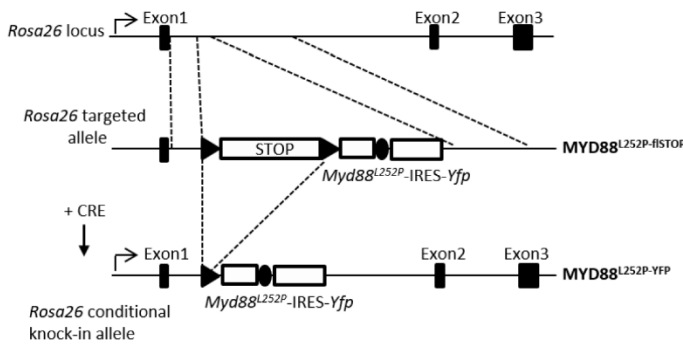 Exon1 Exon2 Exon3
Rosa26 locus
Rosa26 targeted
allele
STOP
MYD88L252P-flSTOP
Myd88L252P-IRES-Yfp
+ CRE
Exon1 Exon2 Exon3
MYD88L252P-YFP
Myd88L252P-IRES-Yfp
Rosa26 conditional
knock-in allele